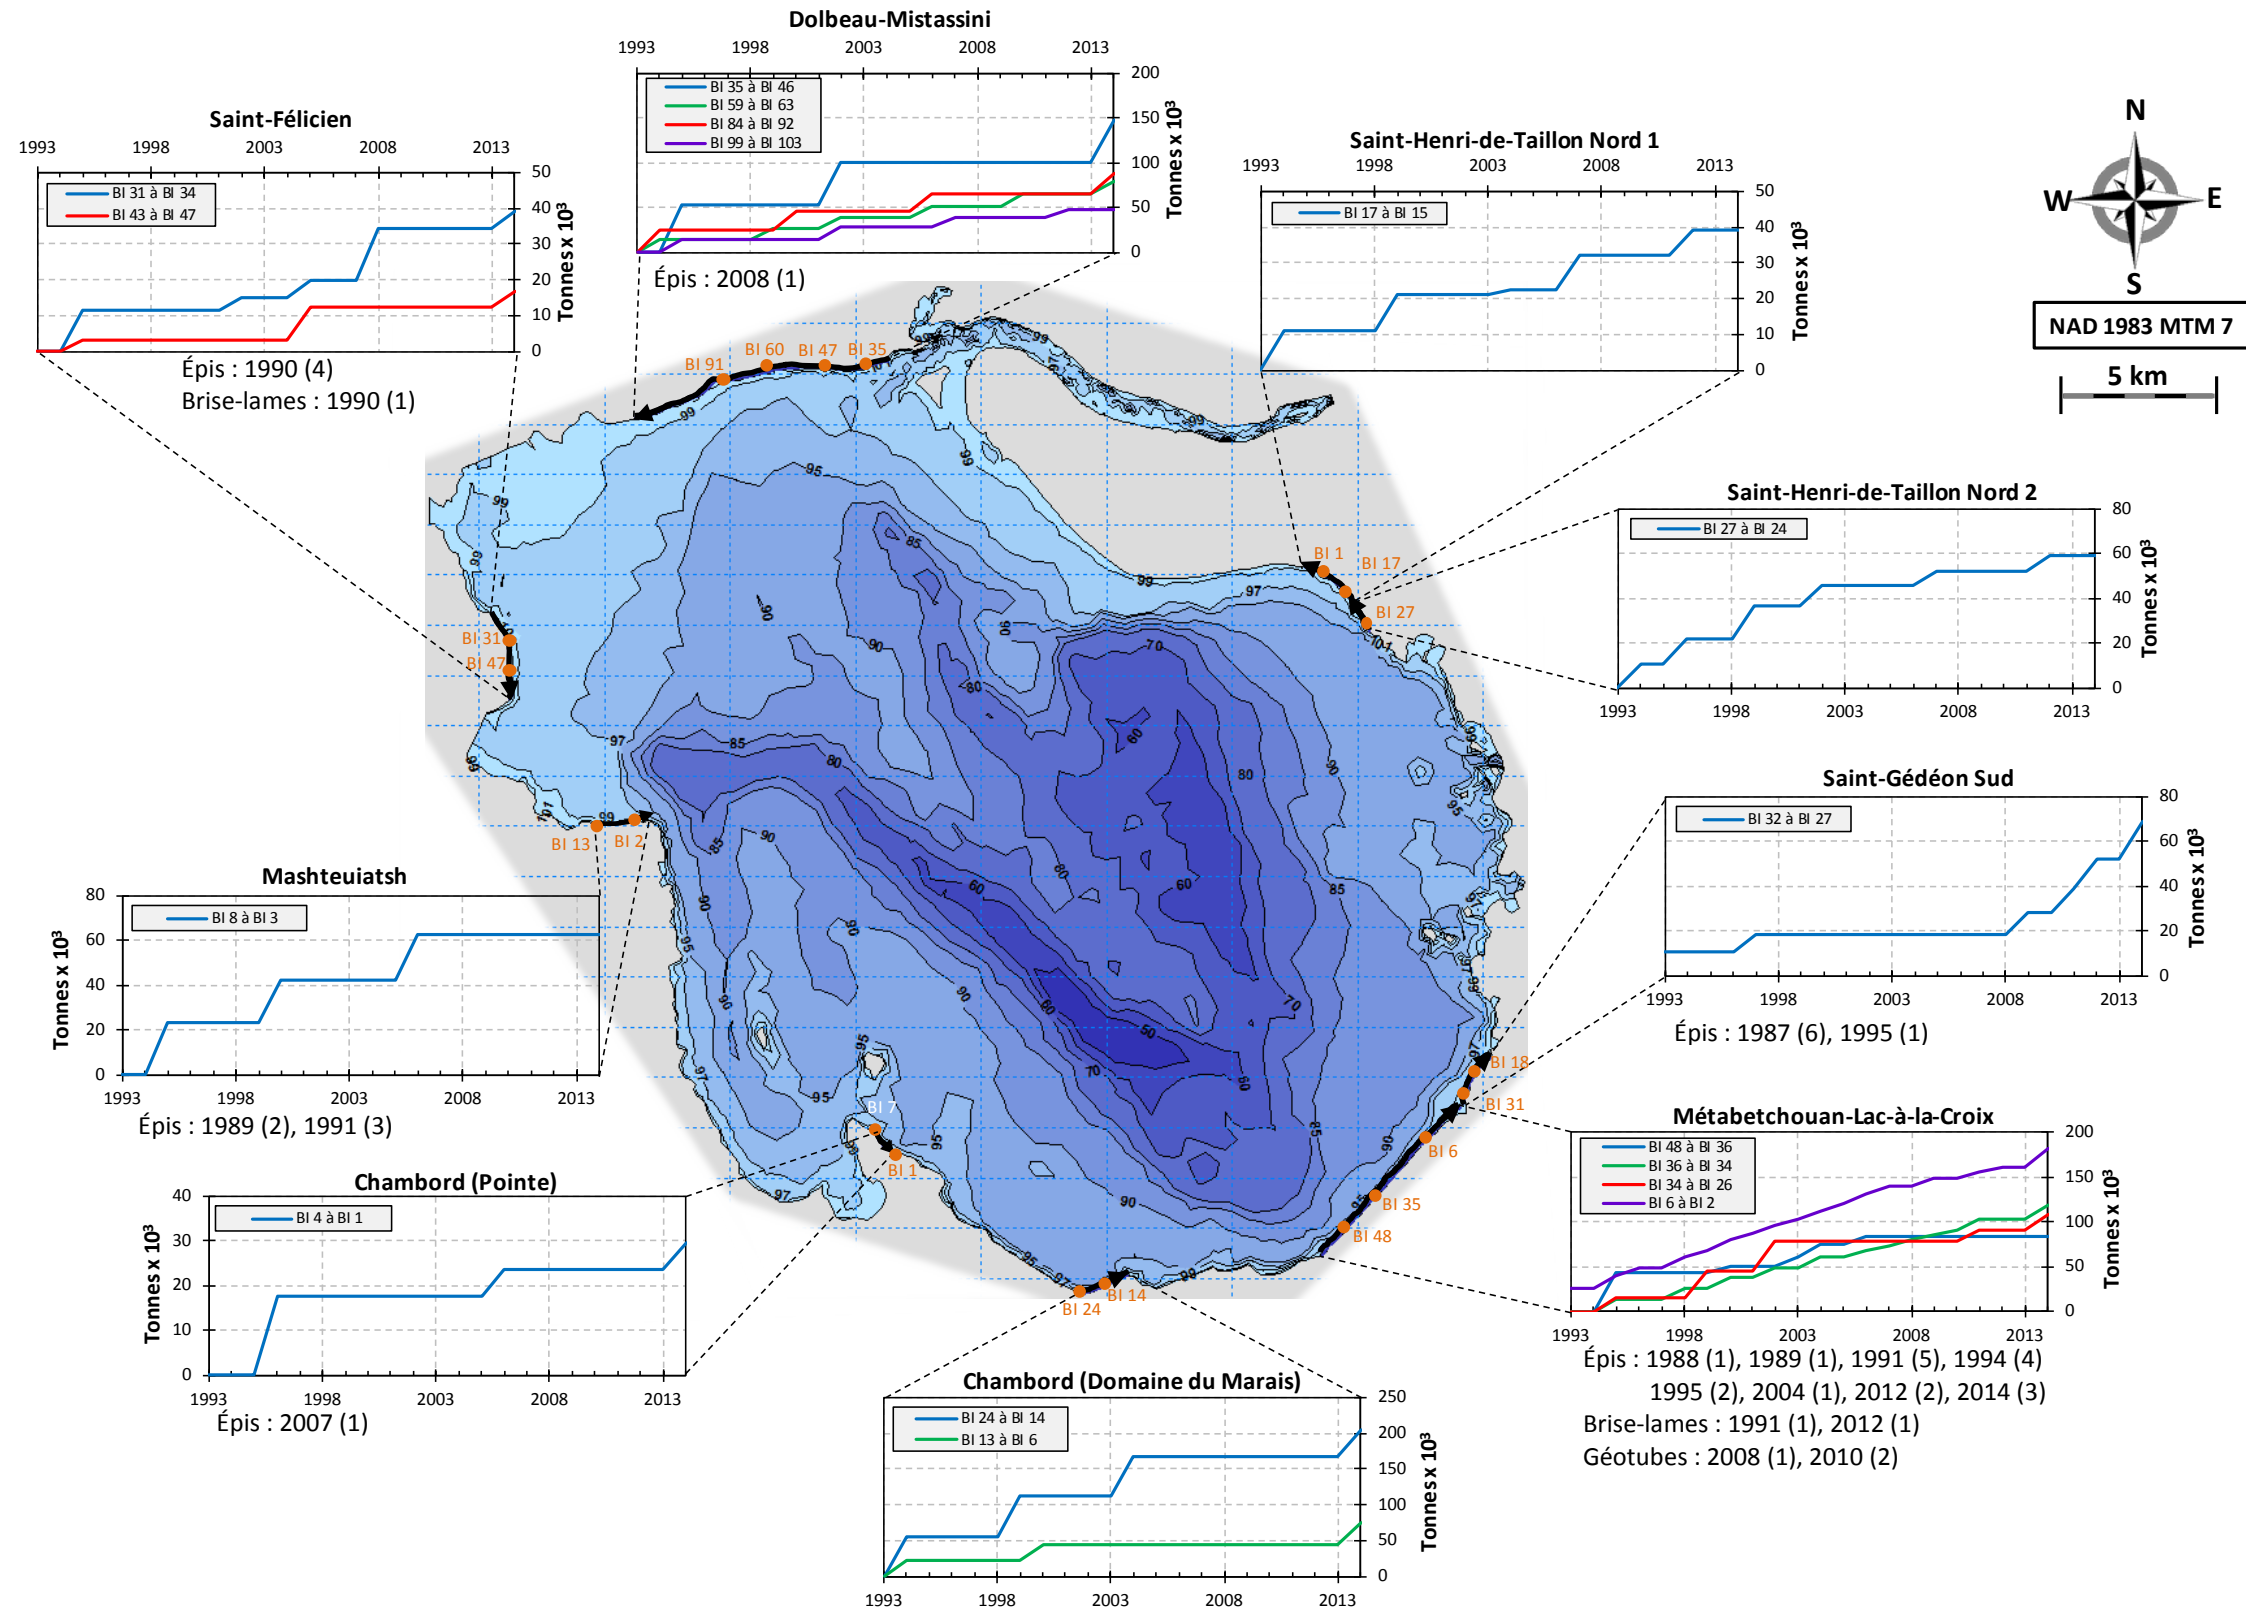 Dolbeau-Mistassini
1993 1998 2003 2008 2013
BI 35 à BI 46
BI 59 à BI 63
BI 84 à BI 92
BI 99 à BI 103
200
150
100
50
0
Tonnes x 10³
Épis : 2008 (1)
Saint-Félicien
1993 1998 2003 2008 2013
BI 31 à BI 34
BI 43 à BI 47
50
40
30
20
10
0
Tonnes x 10³
Épis : 1990 (4)
Brise-lames : 1990 (1)
Saint-Henri-de-Taillon Nord 1
1993 1998 2003 2008 2013
BI 17 à BI 15
50
40
30
20
10
0
Tonnes x 10³
N
W E
S
NAD 1983 MTM 7
5 km
Saint-Henri-de-Taillon Nord 2
BI 27 à BI 24
80
60
40
20
0
Tonnes x 10³
1993 1998 2003 2008 2013
BI 91 BI 60 BI 47 BI 35
BI 1
BI 17
BI 27
BI 31
BI 47
BI 13 BI 2
BI 7
BI 1
BI 24 BI 14
BI 48
BI 35
BI 6
BI 31
BI 18
99
97
95
90
85
80
70
60
50
101
Saint-Gédéon Sud
BI 32 à BI 27
80
60
40
20
0
Tonnes x 10³
1993 1998 2003 2008 2013
Épis : 1987 (6), 1995 (1)
Mashteuiatsh
BI 8 à BI 3
80
60
40
20
0
Tonnes x 10³
1993 1998 2003 2008 2013
Épis : 1989 (2), 1991 (3)
Métabetchouan-Lac-à-la-Croix
BI 48 à BI 36
BI 36 à BI 34
BI 34 à BI 26
BI 6 à BI 2
200
150
100
50
0
Tonnes x 10³
1993 1998 2003 2008 2013
Épis : 1988 (1), 1989 (1), 1991 (5), 1994 (4)
1995 (2), 2004 (1), 2012 (2), 2014 (3)
Brise-lames : 1991 (1), 2012 (1)
Géotubes : 2008 (1), 2010 (2)
Chambord (Pointe)
BI 4 à BI 1
40
30
20
10
0
Tonnes x 10³
1993 1998 2003 2008 2013
Épis : 2007 (1)
Chambord (Domaine du Marais)
BI 24 à BI 14
BI 13 à BI 6
250
200
150
100
50
0
Tonnes x 10³
1993 1998 2003 2008 2013